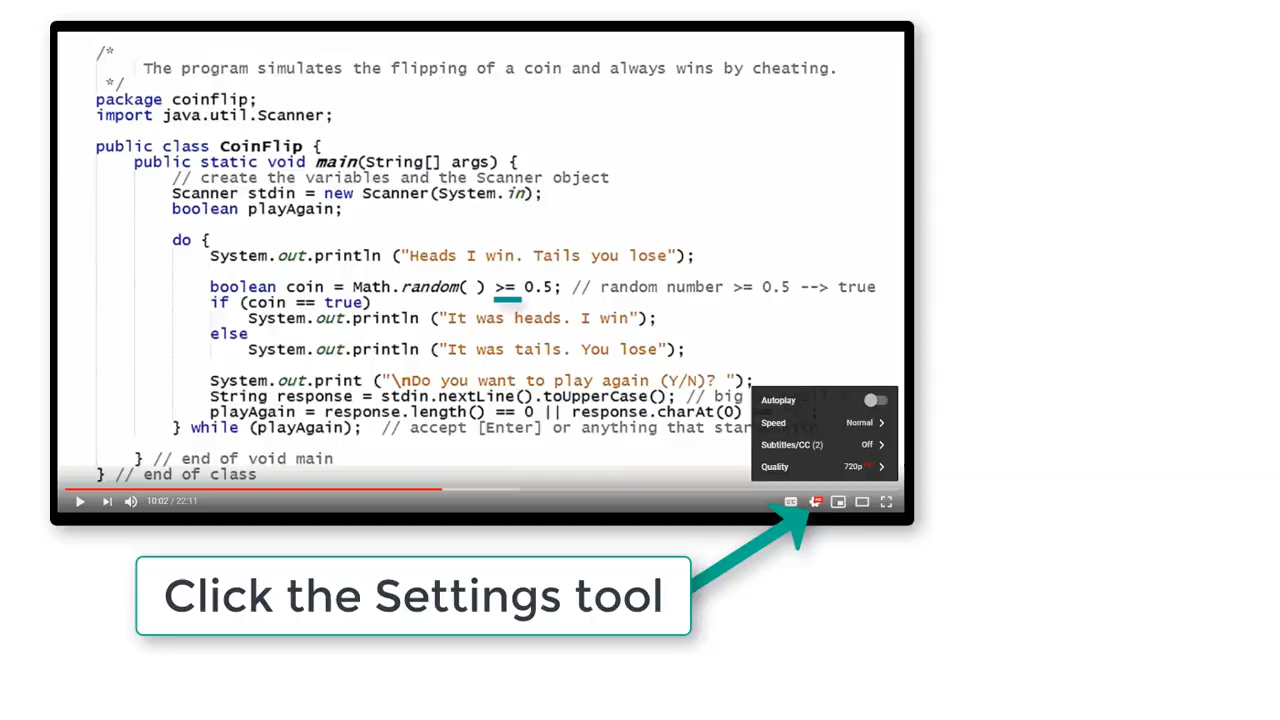 /*
The program simulates the flipping of a coin and always wins by cheating.
*/
package coinflip;
import java.util.Scanner;
public class CoinFlip {
public static void main(String[] args) {
// create the variables and the Scanner object
Scanner stdin = new Scanner(System.in);
boolean playAgain;
do {
System.out.println ("Heads I win. Tails you lose");
boolean coin = Math.random( ) >= 0.5; // random number >= 0.5 --> true
if (coin == true)
System.out.println ("It was heads. I win");
else
System.out.println ("It was tails. You lose");
System.out.print ("\nDo you want to play again (Y/N)? ");
String response = stdin.nextLine().toUpperCase(); // big
playAgain = response.length() == 0 || response.charAt(0)
} while (playAgain); // accept [Enter] or anything that
} // end of void main
} // end of class
Autoplay
Speed Normal
Subtitles/CC (2) Off
Quality 720p
10:02 / 22:11
CC
Click the Settings tool